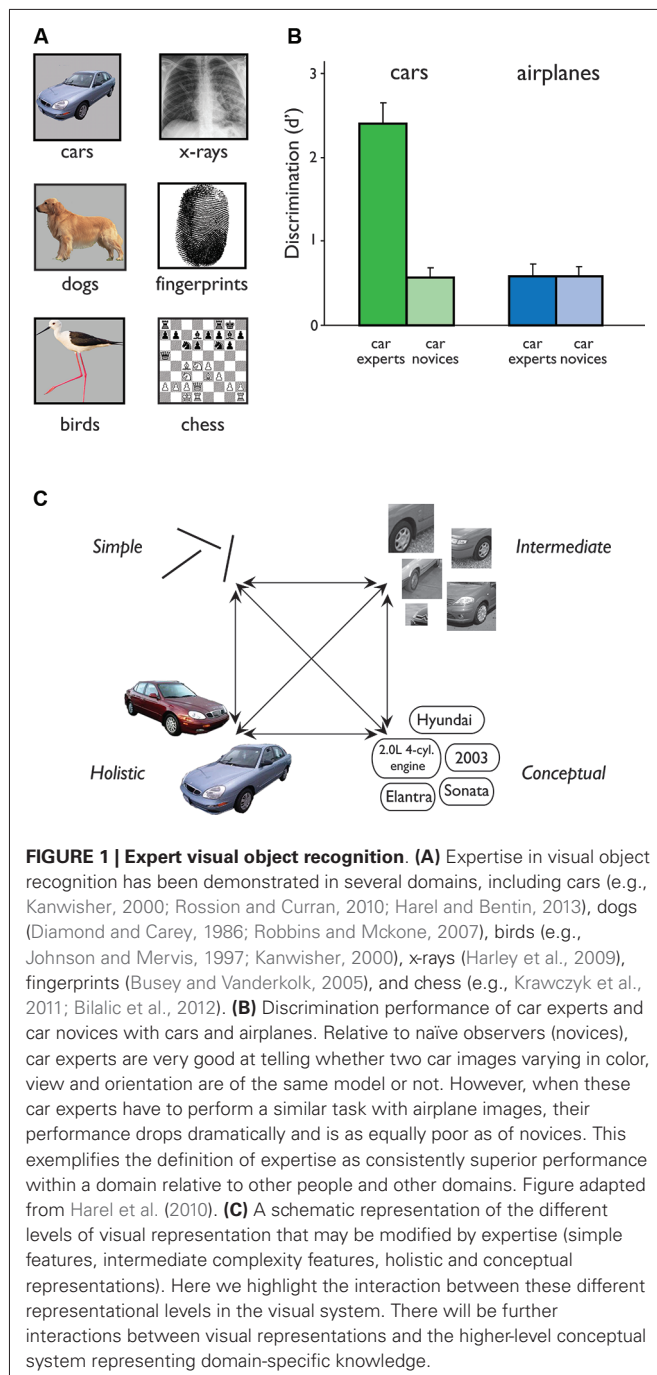 A
cars
x-rays
dogs
fingerprints
birds
chess
B
cars
airplanes
Discrimination (d’)
3
2
1
0
car
experts
car
novices
car
experts
car
novices
C
Simple
Intermediate
Holistic
Hyundai
2.0L 4-cyl.
engine
2003
Elantra
Sonata
Conceptual
FIGURE 1 | Expert visual object recognition. (A) Expertise in visual object
recognition has been demonstrated in several domains, including cars (e.g.,
Kanwisher, 2000; Rossion and Curran, 2010; Harel and Bentin, 2013), dogs
(Diamond and Carey, 1986; Robbins and Mckone, 2007), birds (e.g.,
Johnson and Mervis, 1997; Kanwisher, 2000), x-rays (Harley et al., 2009),
fingerprints (Busey and Vanderkolk, 2005), and chess (e.g., Krawczyk et al.,
2011; Bilalic et al., 2012). (B) Discrimination performance of car experts and
car novices with cars and airplanes. Relative to naïve observers (novices),
car experts are very good at telling whether two car images varying in color,
view and orientation are of the same model or not. However, when these
car experts have to perform a similar task with airplane images, their
performance drops dramatically and is as equally poor as of novices. This
exemplifies the definition of expertise as consistently superior performance
within a domain relative to other people and other domains. Figure adapted
from Harel et al. (2010). (C) A schematic representation of the different
levels of visual representation that may be modified by expertise (simple
features, intermediate complexity features, holistic and conceptual
representations). Here we highlight the interaction between these different
representational levels in the visual system. There will be further
interactions between visual representations and the higher-level conceptual
system representing domain-specific knowledge.